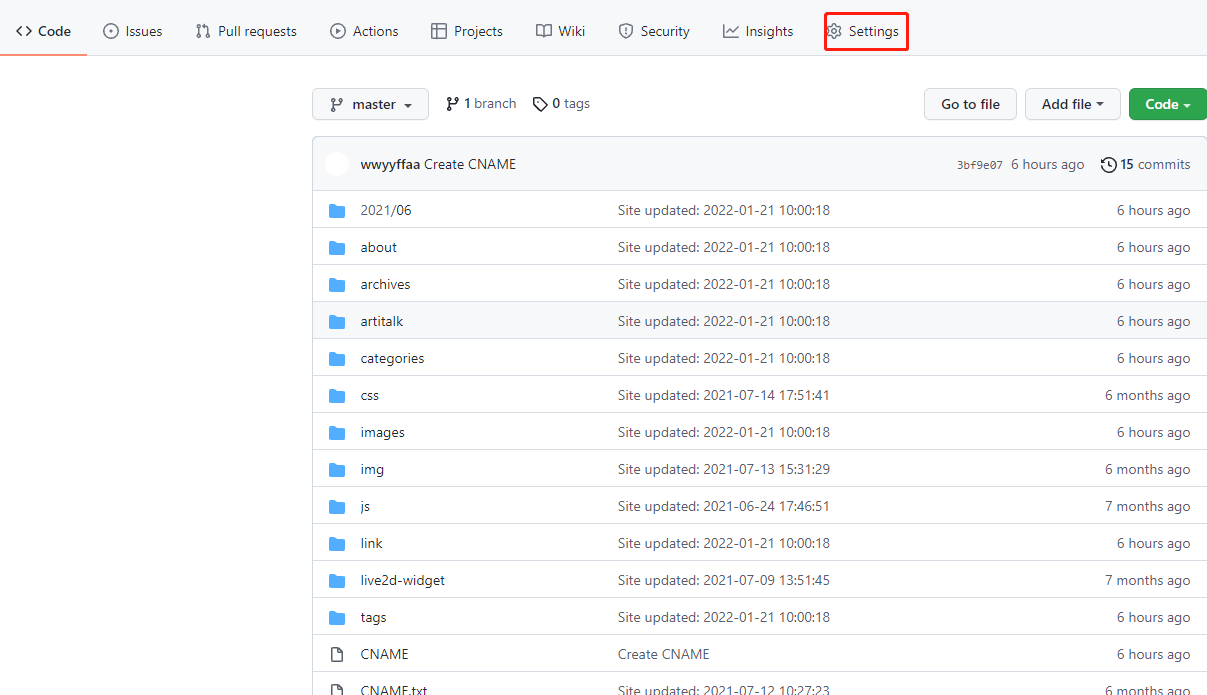 Code Issues Pull requests Actions Projects Wiki Security Insights Settings
master 1 branch 0 tags Go to file Add file Code
wwyyffaa Create CNAME 3bf9e07 6 hours ago 15 commits
2021/06 Site updated: 2022-01-21 10:00:18 6 hours ago
about Site updated: 2022-01-21 10:00:18 6 hours ago
archives Site updated: 2022-01-21 10:00:18 6 hours ago
artitalk Site updated: 2022-01-21 10:00:18 6 hours ago
categories Site updated: 2022-01-21 10:00:18 6 hours ago
css Site updated: 2021-07-14 17:51:41 6 months ago
images Site updated: 2022-01-21 10:00:18 6 hours ago
img Site updated: 2021-07-13 15:31:29 6 months ago
js Site updated: 2021-06-24 17:46:51 7 months ago
link Site updated: 2022-01-21 10:00:18 6 hours ago
live2d-widget Site updated: 2021-07-09 13:51:45 7 months ago
tags Site updated: 2022-01-21 10:00:18 6 hours ago
CNAME Create CNAME 6 hours ago
CNAME.txt Site updated: 2021-07-12 10:27:23 6 months ago